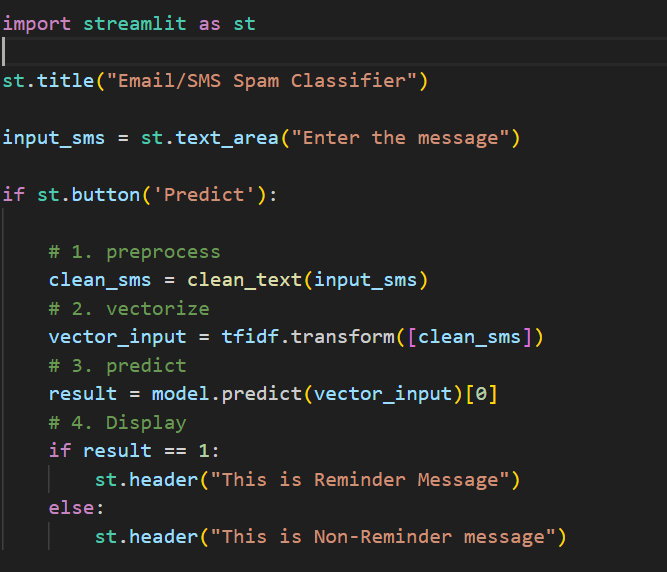 import streamlit as st
st.title("Email/SMS Spam Classifier")
input_sms = st.text_area("Enter the message")
if st.button('Predict'):
# 1. preprocess
clean_sms = clean_text(input_sms)
# 2. vectorize
vector_input = tfidf.transform([clean_sms])
# 3. predict
result = model.predict(vector_input)[0]
# 4. Display
if result == 1:
st.header("This is Reminder Message")
else:
st.header("This is Non-Reminder message")